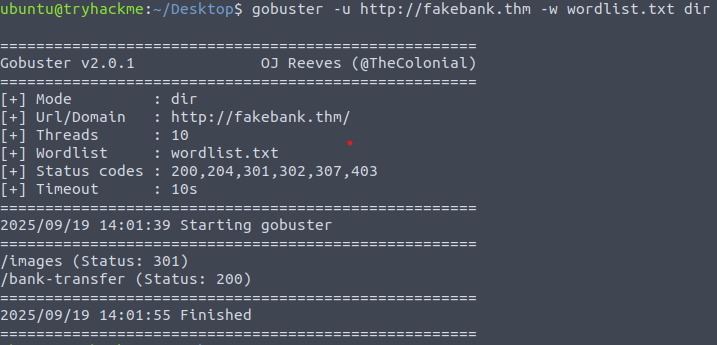 ubuntu@tryhackme:~/Desktop$ gobuster -u http://fakebank.thm -w wordlist.txt dir
=====================================================
Gobuster v2.0.1              OJ Reeves (@TheColonial)
=====================================================
[+] Mode         : dir
[+] Url/Domain   : http://fakebank.thm/
[+] Threads      : 10
[+] Wordlist     : wordlist.txt
[+] Status codes : 200,204,301,302,307,403
[+] Timeout      : 10s
=====================================================
2025/09/19 14:01:39 Starting gobuster
=====================================================
/images (Status: 301)
/bank-transfer (Status: 200)
=====================================================
2025/09/19 14:01:55 Finished
=====================================================